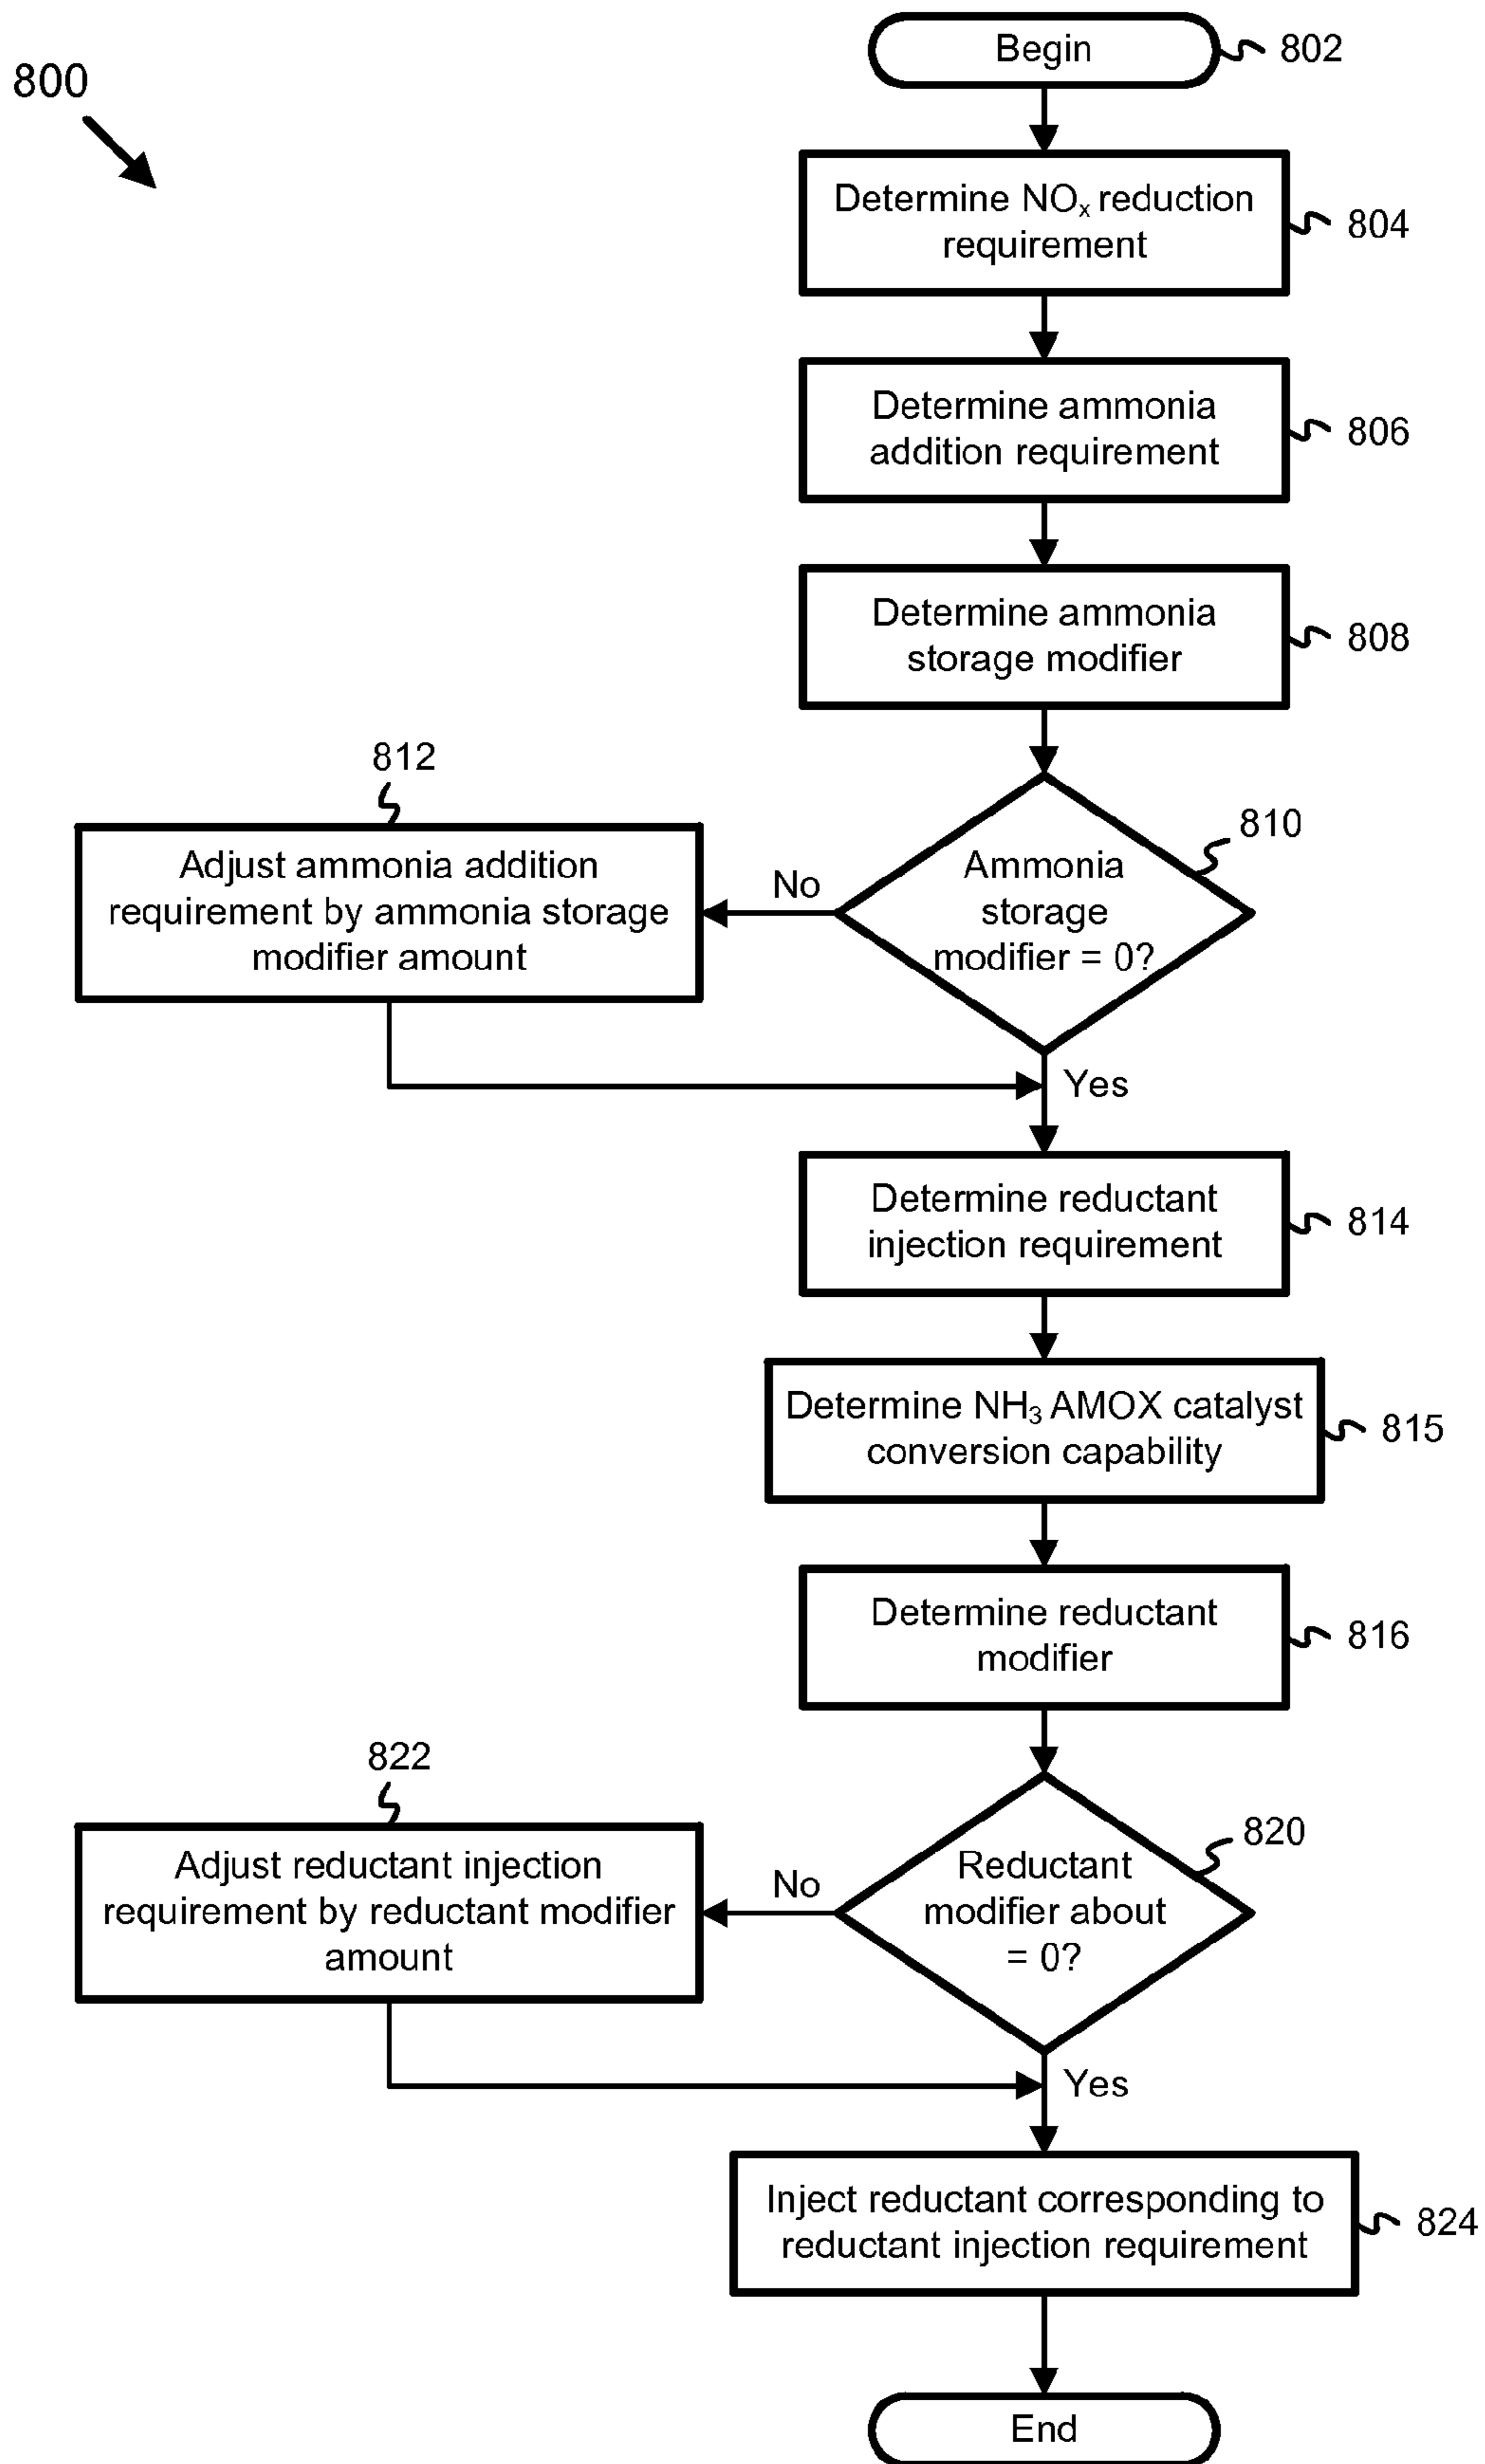 800
Begin
802
Determine NOx reduction
requirement
804
Determine ammonia
addition requirement
806
Determine ammonia
storage modifier
808
812
Adjust ammonia addition
requirement by ammonia storage
modifier amount
No
Ammonia
storage
modifier = 0?
810
Yes
Determine reductant
injection requirement
814
Determine NH3 AMOX catalyst
conversion capability
815
Determine reductant
modifier
816
822
Adjust reductant injection
requirement by reductant modifier
amount
No
Reductant
modifier about
= 0?
820
Yes
Inject reductant corresponding to
reductant injection requirement
824
End